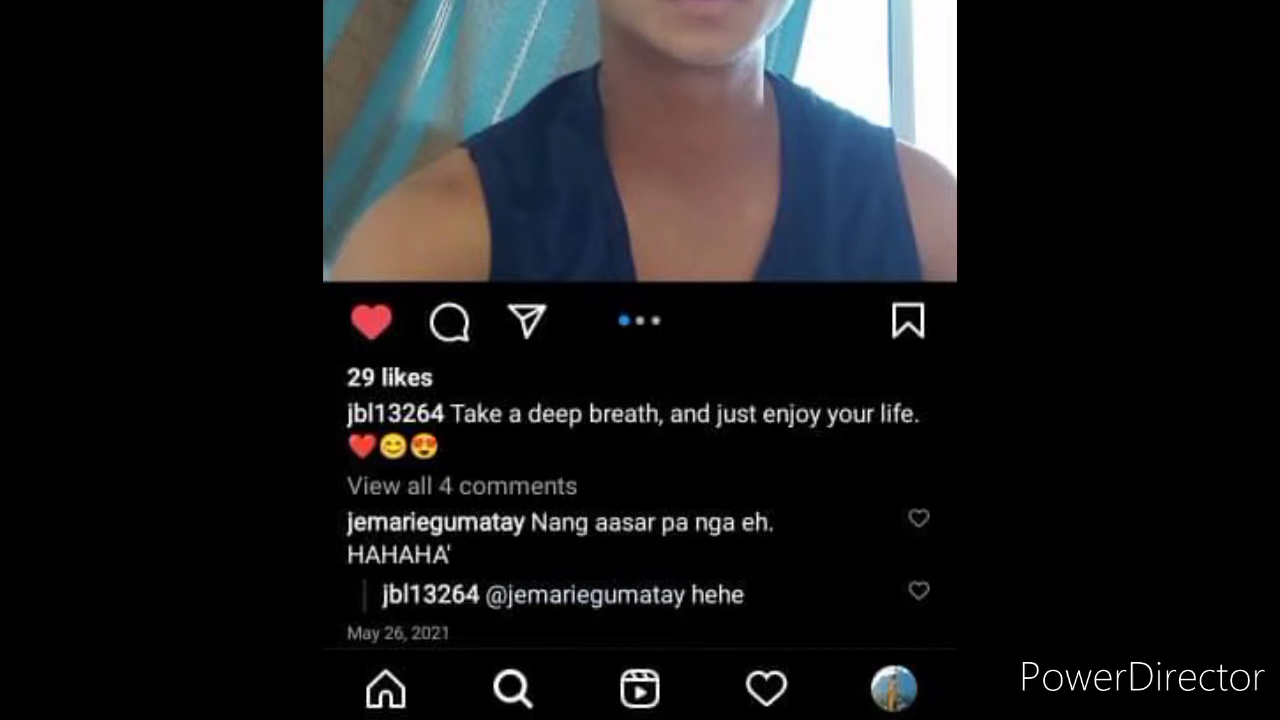 29 likes
jbl13264 Take a deep breath, and just enjoy your life.
❤️😊😍
View all 4 comments
jemariegumatay Nang aasar pa nga eh.
HAHAHA'
jbl13264 @jemariegumatay hehe
May 26, 2021
PowerDirector